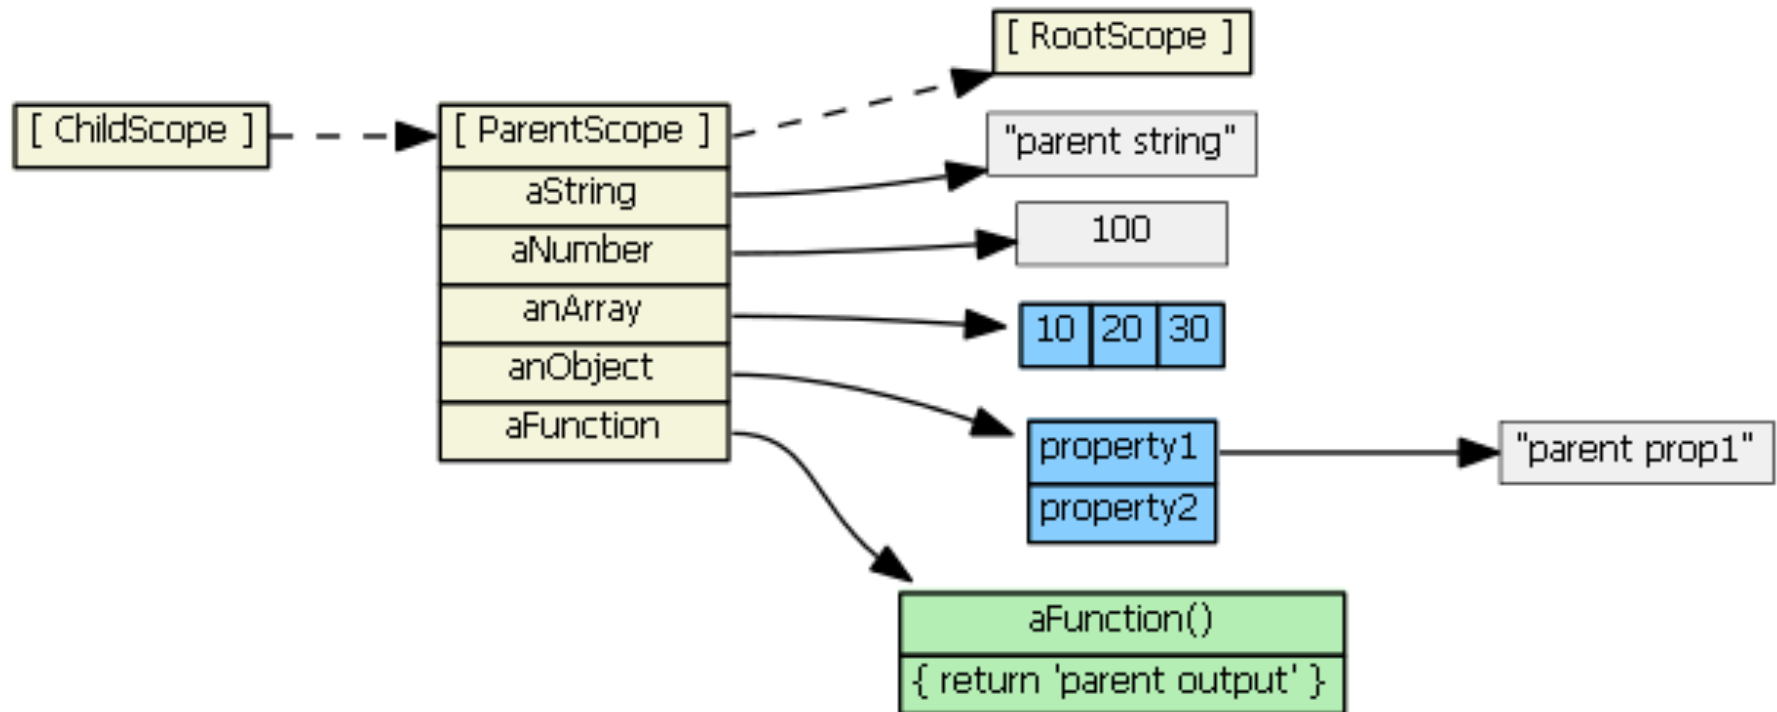 [ RootScope ]
[ ChildScope ]
[ ParentScope ]
"parent string"
aString
100
aNumber
anArray
10 20 30
anObject
aFunction
property1
"parent prop1"
property2
aFunction()
{ return 'parent output' }